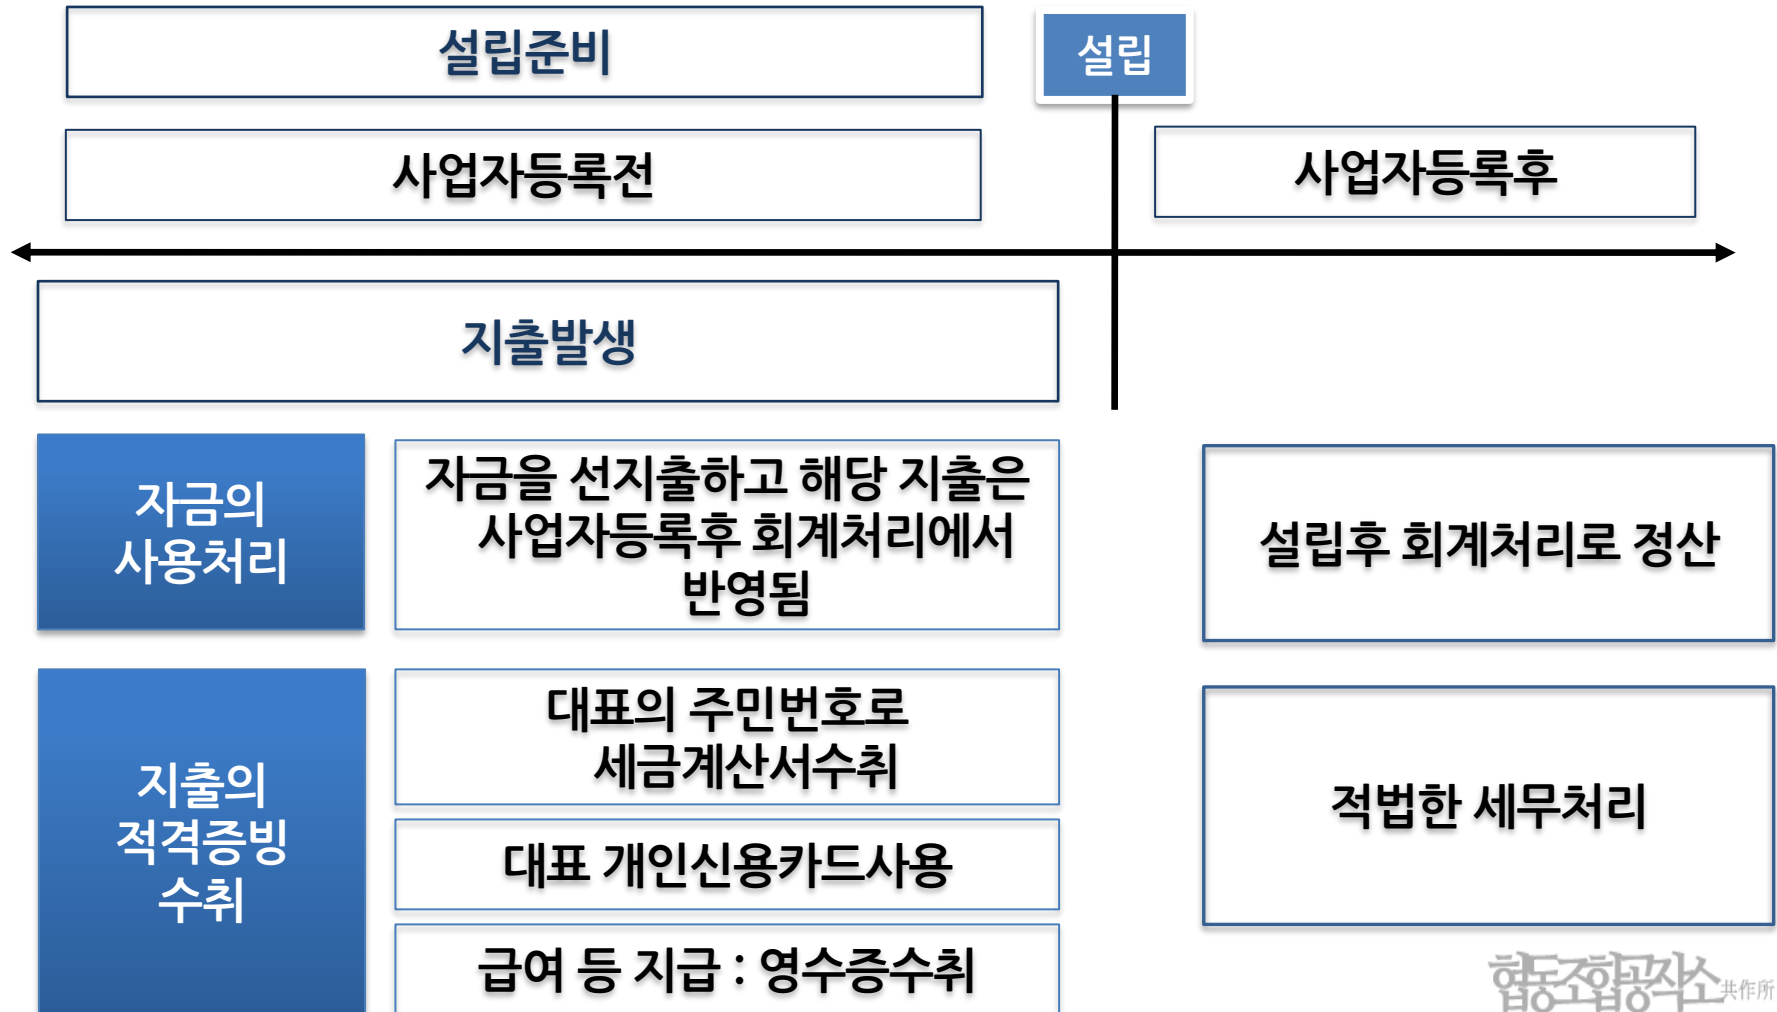 설립준비
설립
사업자등록전
사업자등록후
지출발생
자금의
사용처리
자금을 선지출하고 해당 지출은
사업자등록후 회계처리에서
반영됨
설립후 회계처리로 정산
지출의
적격증빙
수취
대표의 주민번호로
세금계산서수취
대표 개인신용카드사용
급여 등 지급 : 영수증수취
적법한 세무처리
협동조합공작소共作所